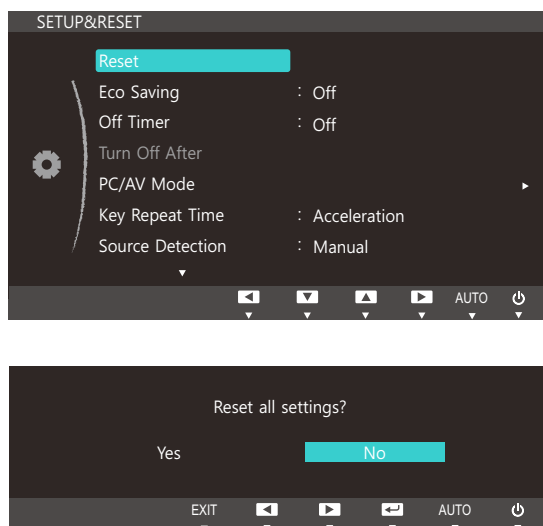 SETUP&RESET
Reset
Eco Saving : Off
Off Timer : Off
Turn Off After
PC/AV Mode
Key Repeat Time : Acceleration
Source Detection : Manual
AUTO
Reset all settings?
Yes No
EXIT AUTO